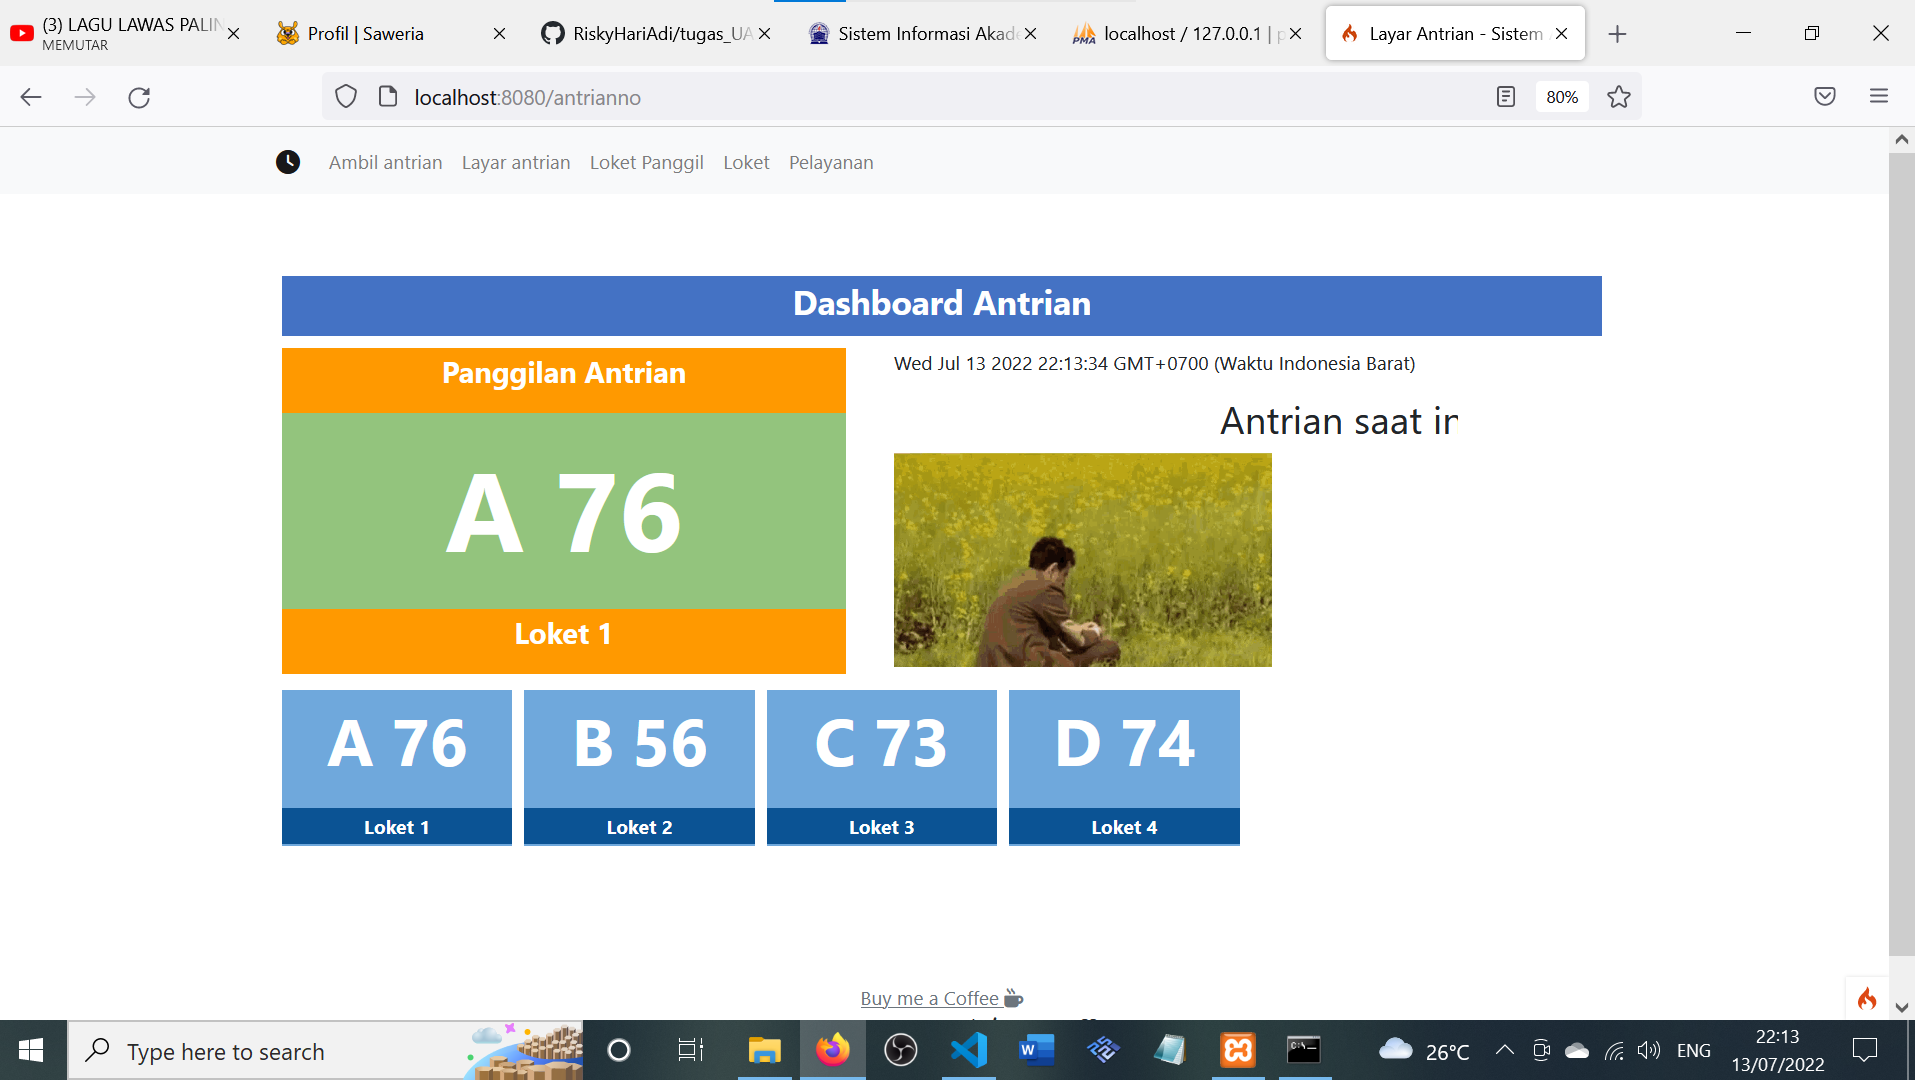 (3) LAGU LAWAS PALIN
MEMUTAR
Profil | Saweria
RiskyHariAdi/tugas_UA
Sistem Informasi Akade
localhost / 127.0.0.1 | p
Layar Antrian - Sistem A
localhost:8080/antrianno
80%
Ambil antrian
Layar antrian
Loket Panggil
Loket
Pelayanan
Dashboard Antrian
Panggilan Antrian
A 76
Loket 1
Wed Jul 13 2022 22:13:34 GMT+0700 (Waktu Indonesia Barat)
Antrian saat in
A 76
Loket 1
B 56
Loket 2
C 73
Loket 3
D 74
Loket 4
Buy me a Coffee
Type here to search
26°C
ENG
22:13
13/07/2022